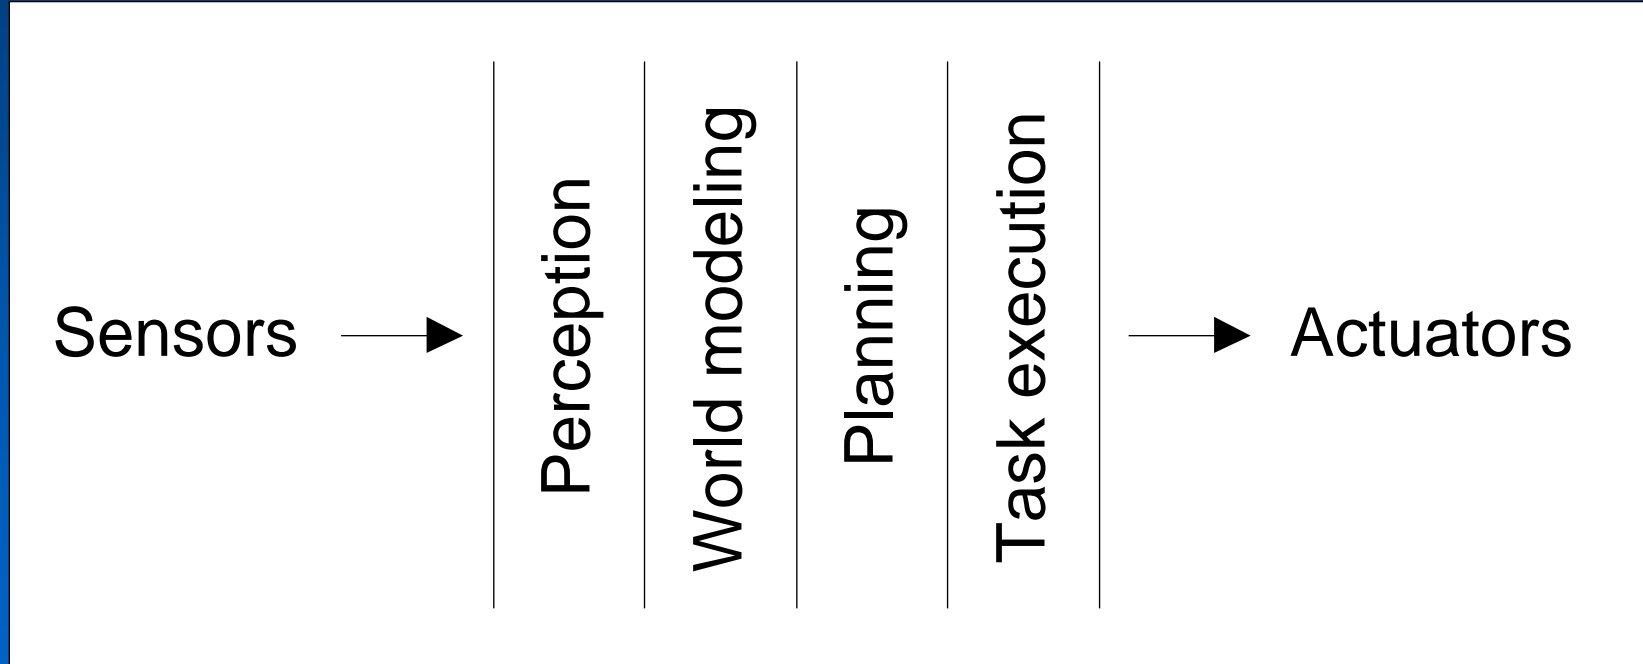 Sensors
Perception
World modeling
Planning
Task execution
Actuators